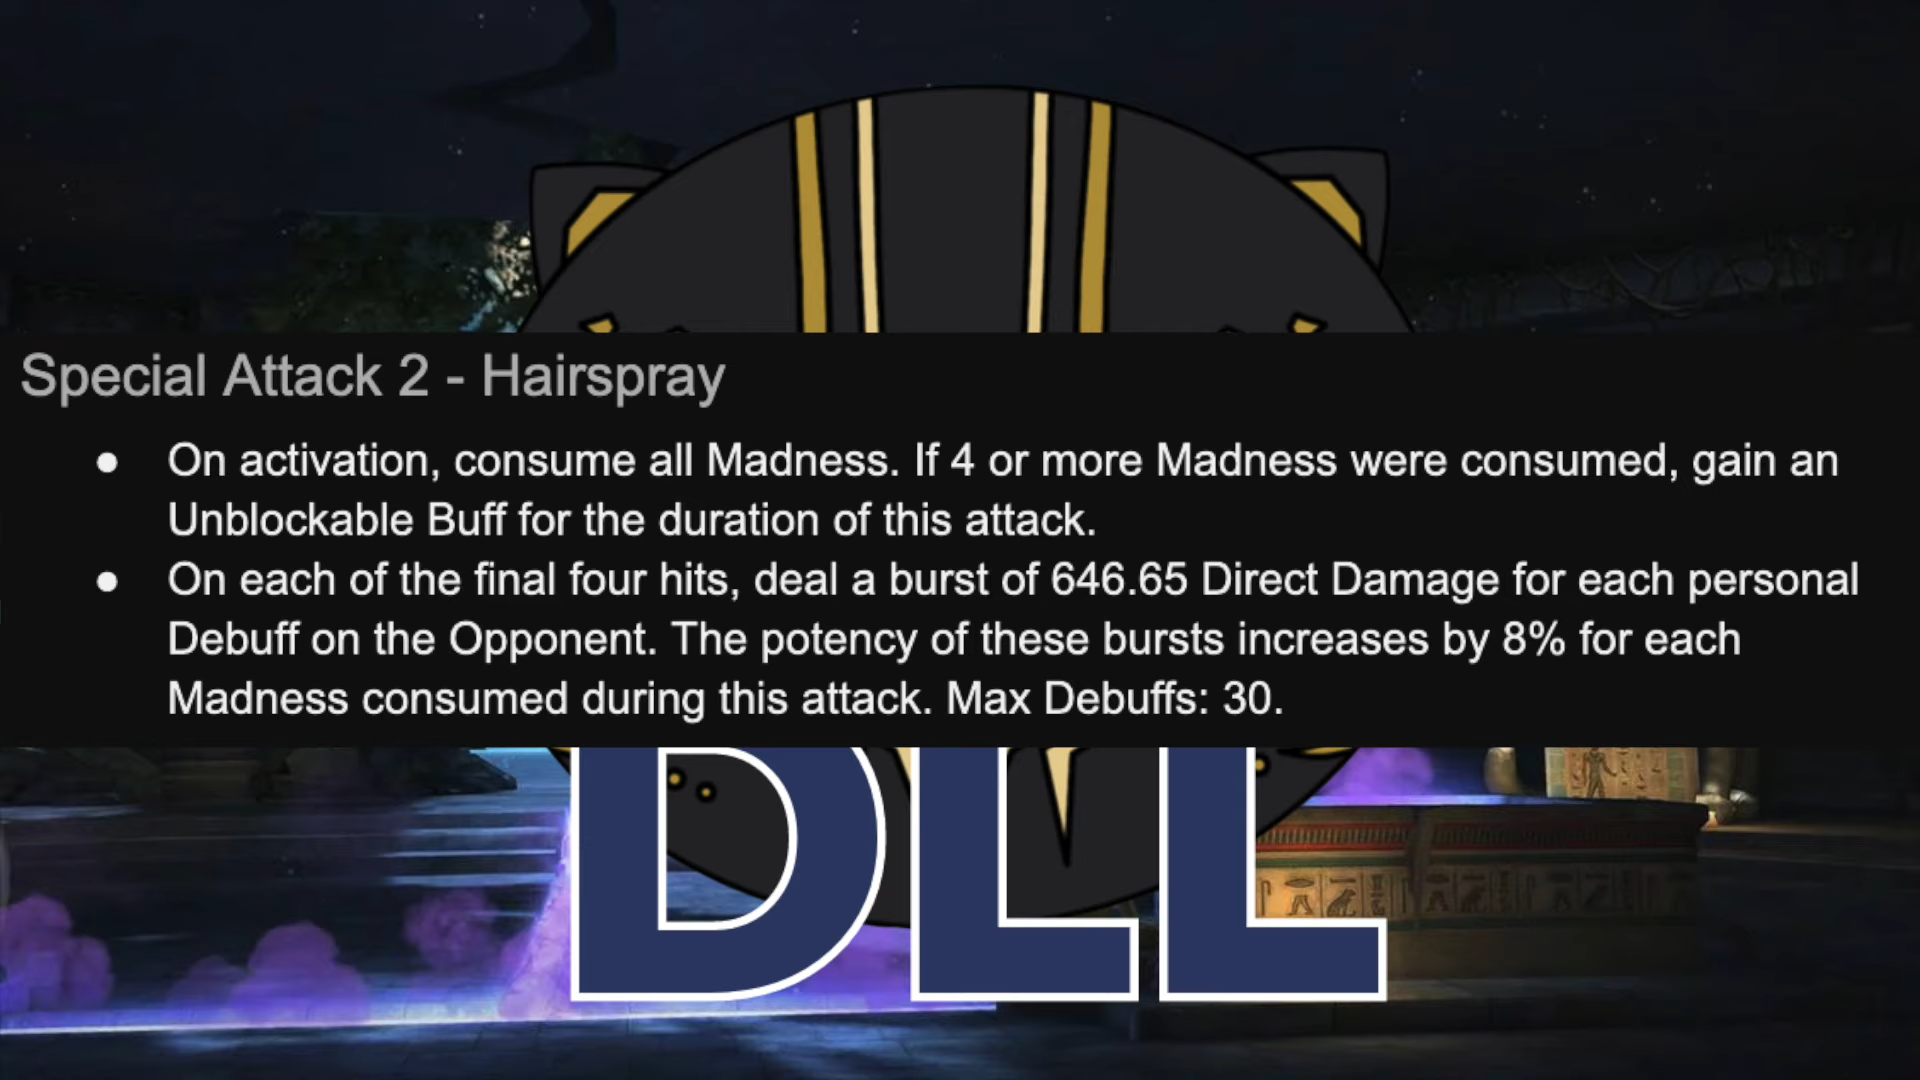 Special Attack 2 - Hairspray
● On activation, consume all Madness. If 4 or more Madness were consumed, gain an
Unblockable Buff for the duration of this attack.
● On each of the final four hits, deal a burst of 646.65 Direct Damage for each personal
Debuff on the Opponent. The potency of these bursts increases by 8% for each
Madness consumed during this attack. Max Debuffs: 30.
DLL